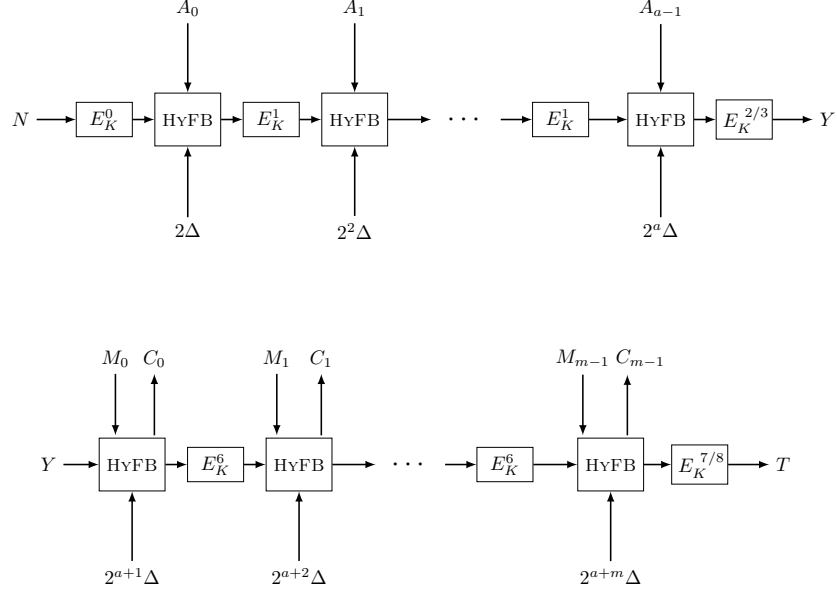 A_0 A_1 A_{a−1}
N E_K^0 HyFB E_K^1 HyFB · · · E_K^1 HyFB E_K^{2/3} Y
2Δ 2^2Δ 2^aΔ
M_0 C_0 M_1 C_1 M_{m−1} C_{m−1}
Y HyFB E_K^6 HyFB · · · E_K^6 HyFB E_K^{7/8} T
2^{a+1}Δ 2^{a+2}Δ 2^{a+m}Δ